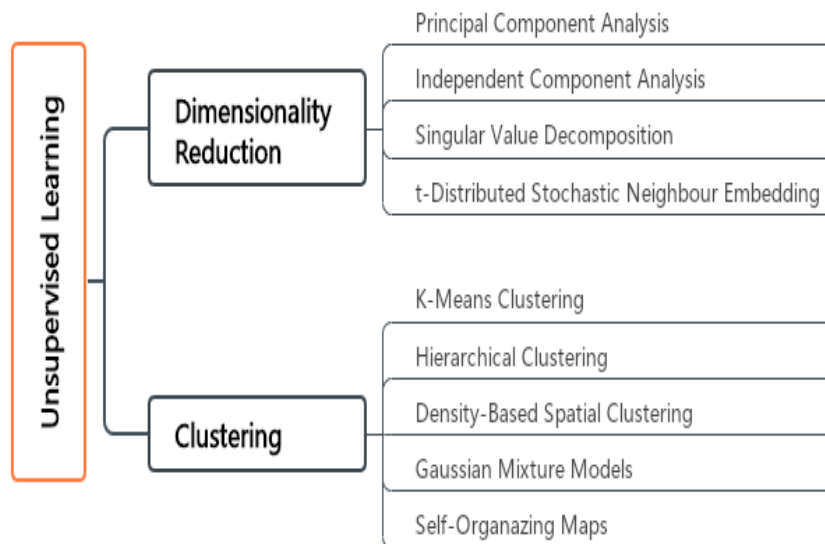 Unsupervised Learning
Dimensionality
Reduction
Principal Component Analysis
Independent Component Analysis
Singular Value Decomposition
t-Distributed Stochastic Neighbour Embedding
Clustering
K-Means Clustering
Hierarchical Clustering
Density-Based Spatial Clustering
Gaussian Mixture Models
Self-Organazing Maps